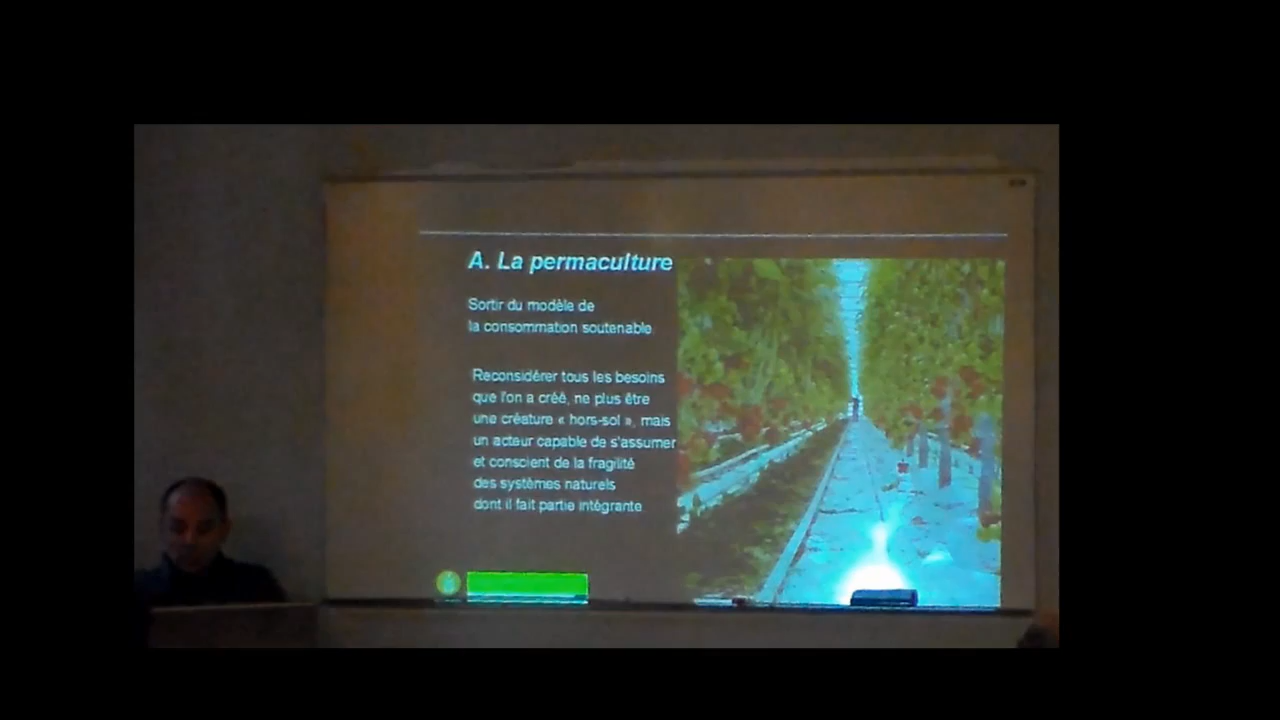 A. La permaculture
Sortir du modèle de
la consommation soutenable
Reconsidérer tous les besoins
que l'on a créé, ne plus être
une créature « hors-sol », mais
un acteur capable de s'assumer
et conscient de la fragilité
des systèmes naturels
dont il fait partie intégrante